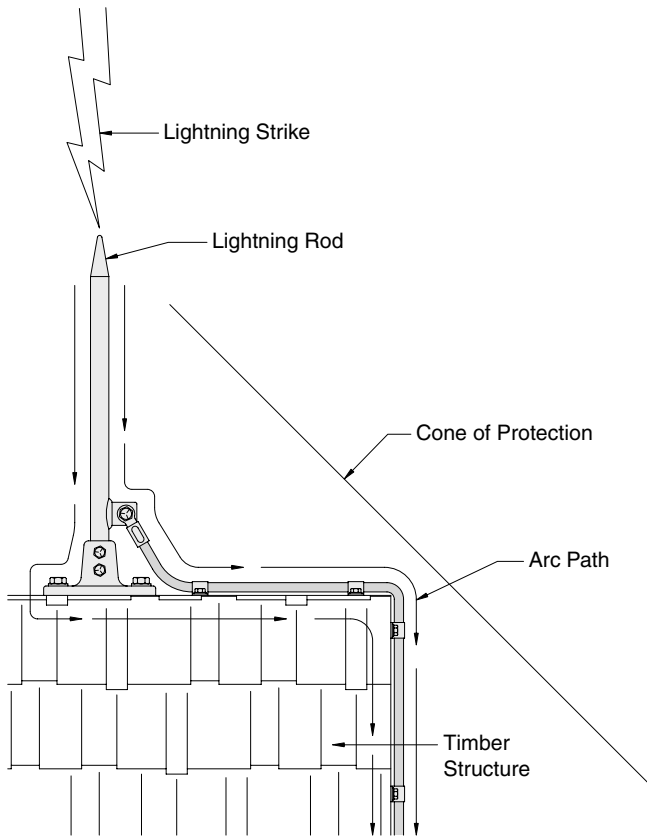 Lightning Strike
Lightning Rod
Cone of Protection
Arc Path
Timber
Structure